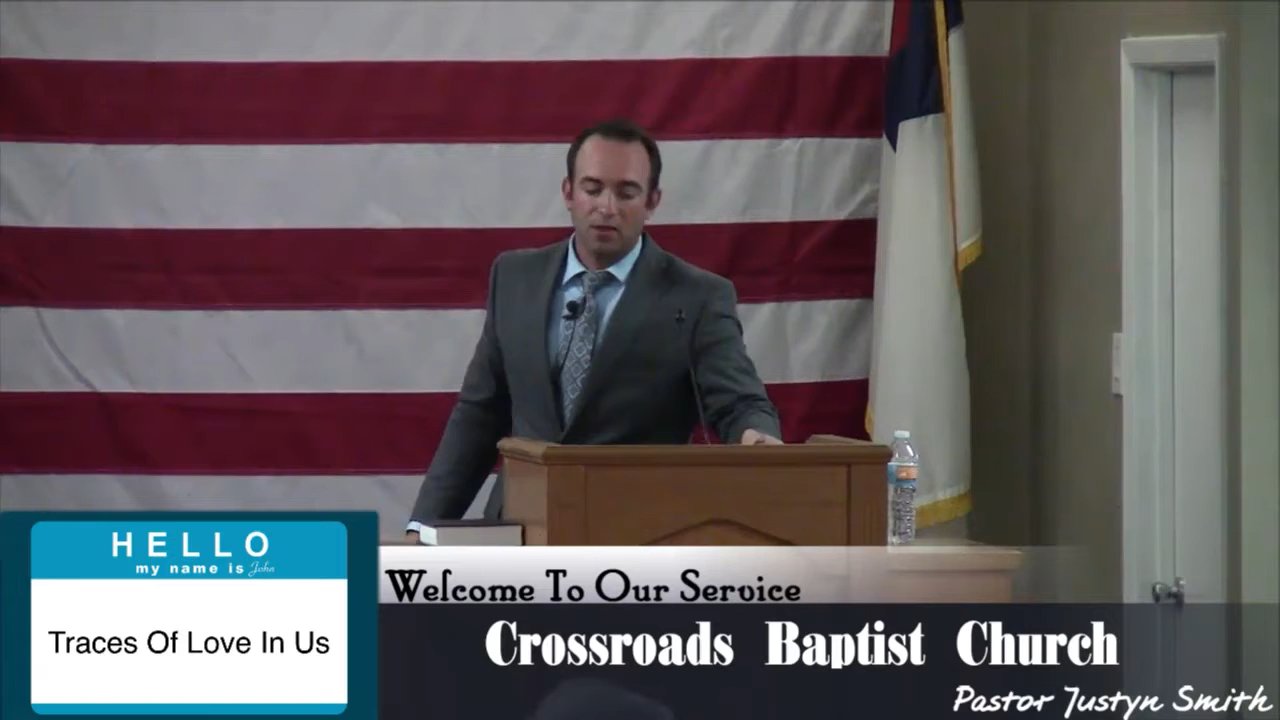 HELLO
my name is John
Traces Of Love In Us
Welcome To Our Service
Crossroads Baptist Church
Pastor Justyn Smith